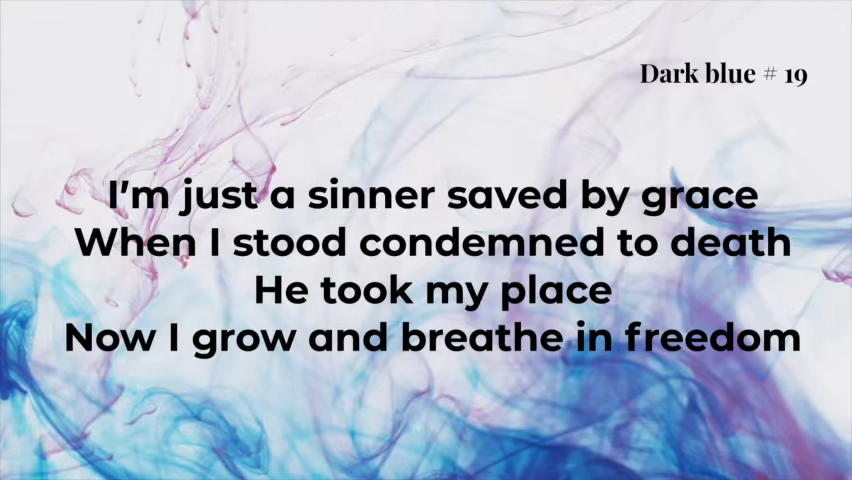 Dark blue # 19
I'm just a sinner saved by grace
When I stood condemned to death
He took my place
Now I grow and breathe in freedom